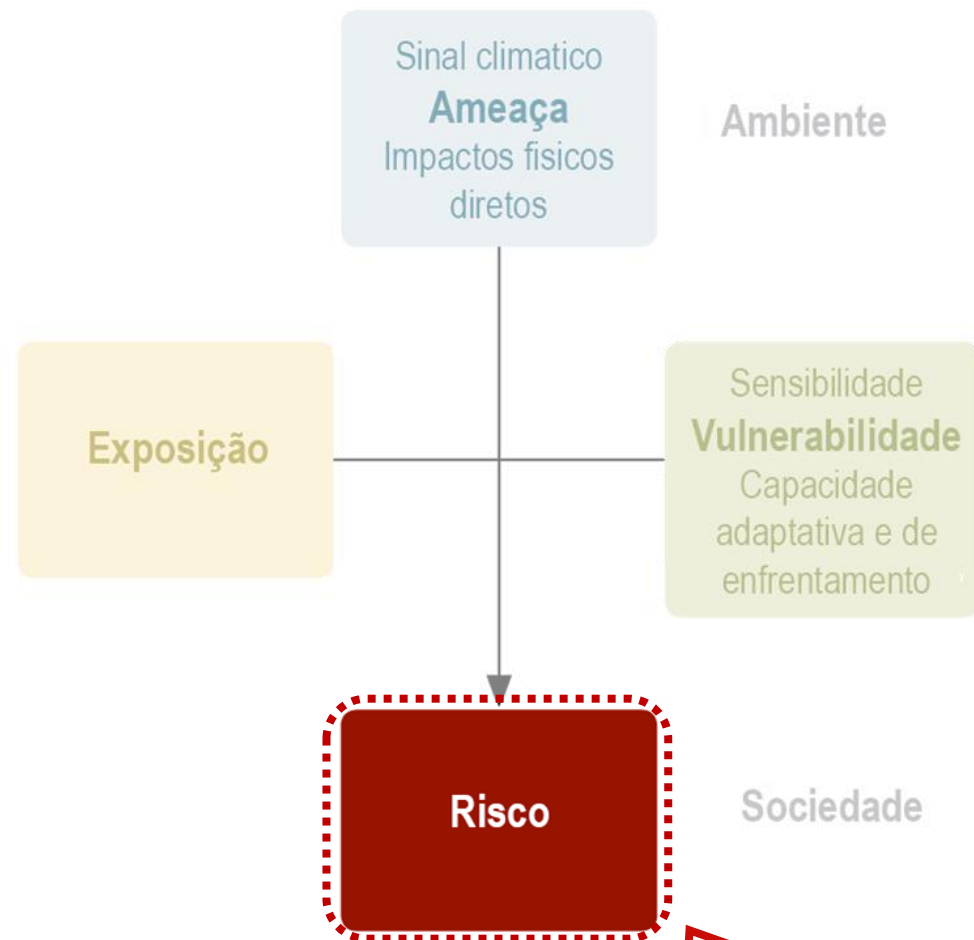 Sinal climatico
Ameaça
Impactos fisicos
diretos
Ambiente
Exposição
Sensibilidade
Vulnerabilidade
Capacidade
adaptativa e de
enfrentamento
Risco
Sociedade